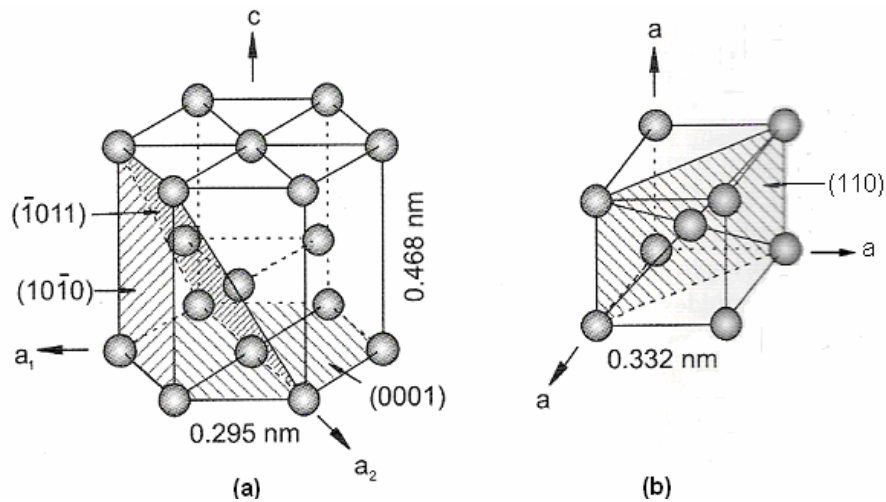 c
(1̄011)
(101̄0)
a₁
0.468 nm
(0001)
0.295 nm
a₂
(a)
a
(110)
a
0.332 nm
a
(b)